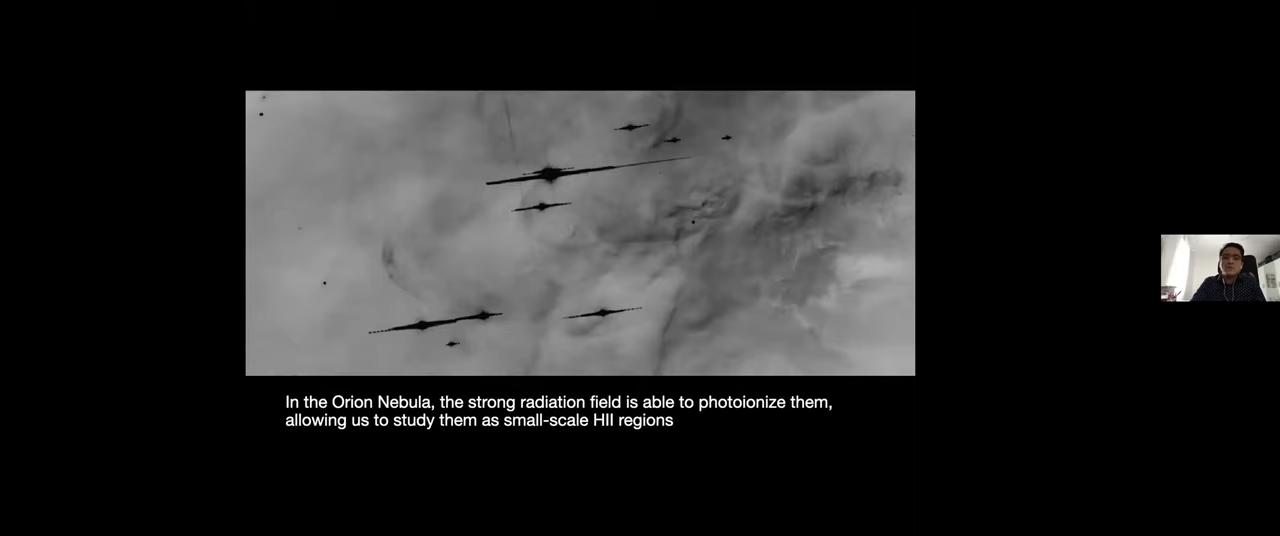 In the Orion Nebula, the strong radiation field is able to photoionize them,
allowing us to study them as small-scale HII regions